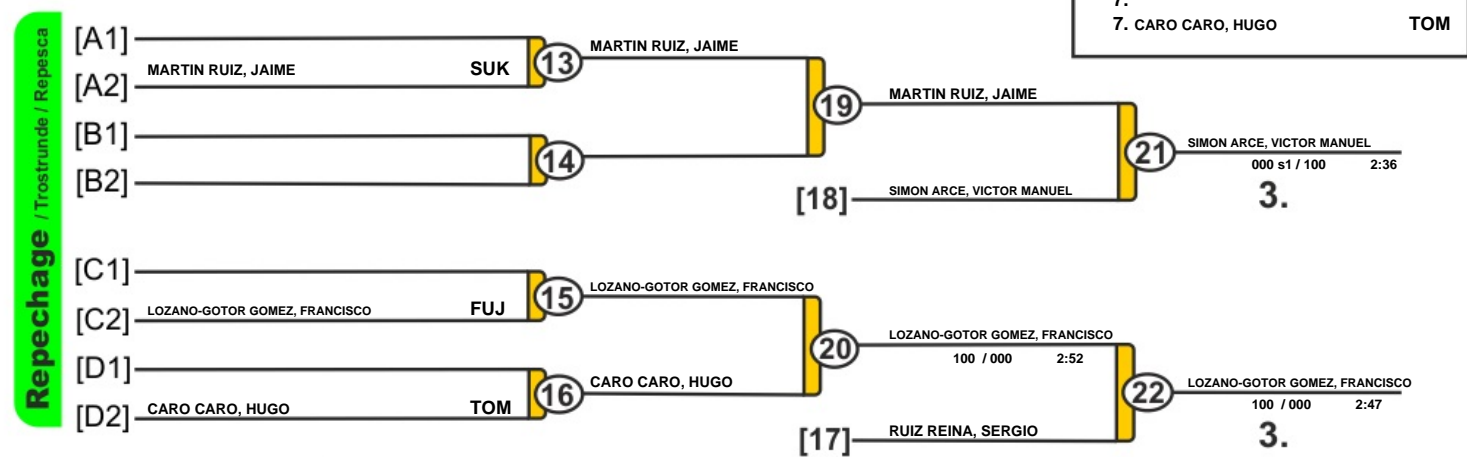 7.
7. CARO CARO, HUGO TOM
Repechage / Trostrunde / Repesca
[A1]
MARTIN RUIZ, JAIME SUK
[A2]
13
MARTIN RUIZ, JAIME
[B1]
[B2]
14
19
MARTIN RUIZ, JAIME
[18] SIMON ARCE, VICTOR MANUEL
21
SIMON ARCE, VICTOR MANUEL
000 s1 / 100 2:36
3.
[C1]
[C2] LOZANO-GOTOR GOMEZ, FRANCISCO FUJ
15
LOZANO-GOTOR GOMEZ, FRANCISCO
[D1]
[D2] CARO CARO, HUGO TOM
16
CARO CARO, HUGO
20
LOZANO-GOTOR GOMEZ, FRANCISCO
100 / 000 2:52
[17] RUIZ REINA, SERGIO
22
LOZANO-GOTOR GOMEZ, FRANCISCO
100 / 000 2:47
3.